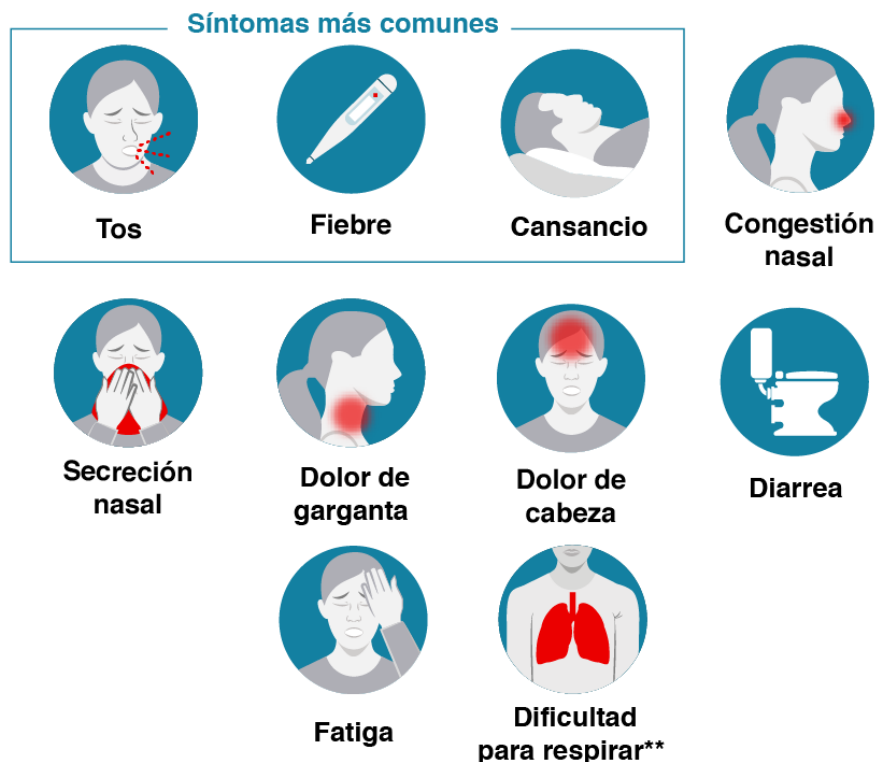 Síntomas más comunes
Tos
Fiebre
Cansancio
Congestión
nasal
Secreción
nasal
Dolor de
garganta
Dolor de
cabeza
Diarrea
Fatiga
Dificultad
para respirar**